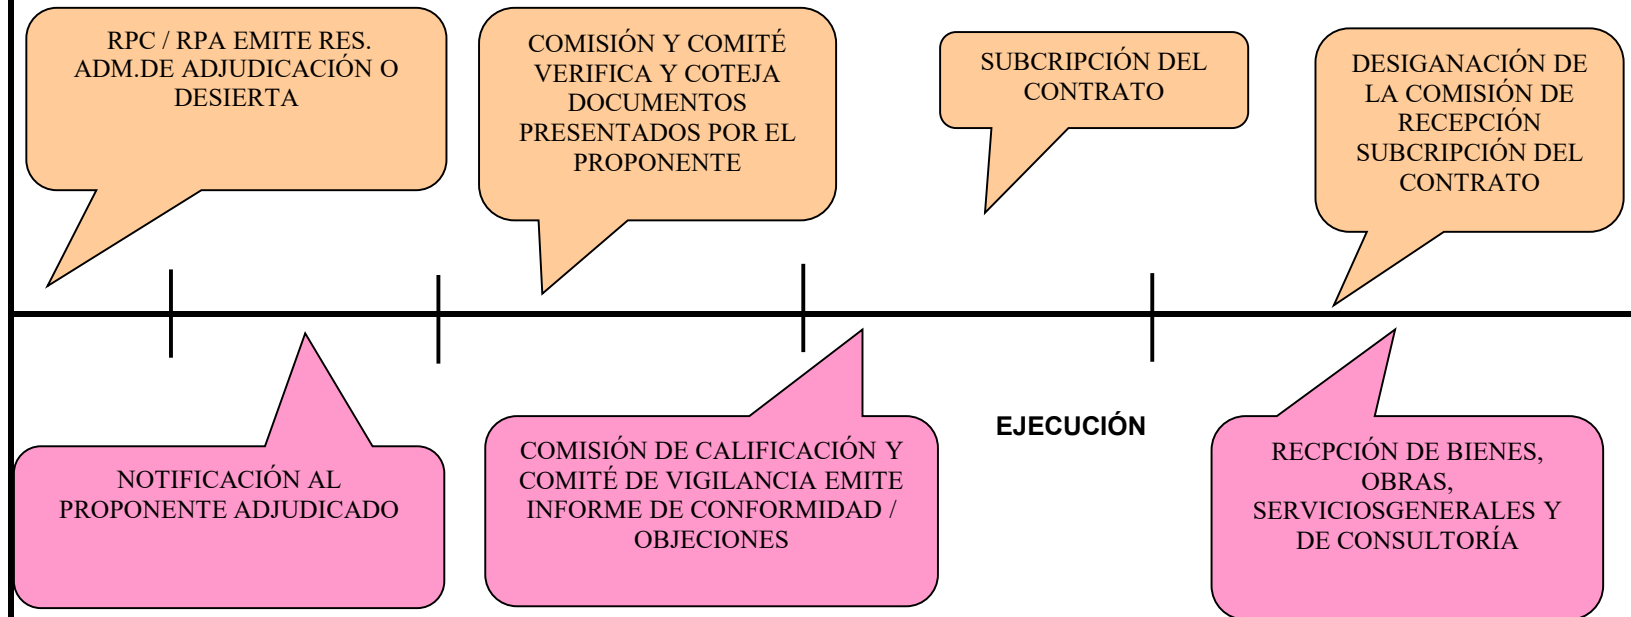 RPC / RPA EMITE RES.
ADM.DE ADJUDICACIÓN O
DESIERTA
COMISIÓN Y COMITÉ
VERIFICA Y COTEJA
DOCUMENTOS
PRESENTADOS POR EL
PROPONENTE
SUBCRIPCIÓN DEL
CONTRATO
DESIGANACIÓN DE
LA COMISIÓN DE
RECEPCIÓN
SUBCRIPCIÓN DEL
CONTRATO
NOTIFICACIÓN AL
PROPONENTE ADJUDICADO
COMISIÓN DE CALIFICACIÓN Y
COMITÉ DE VIGILANCIA EMITE
INFORME DE CONFORMIDAD /
OBJECIONES
EJECUCIÓN
RECPCIÓN DE BIENES,
OBRAS,
SERVICIOSGENERALES Y
DE CONSULTORÍA